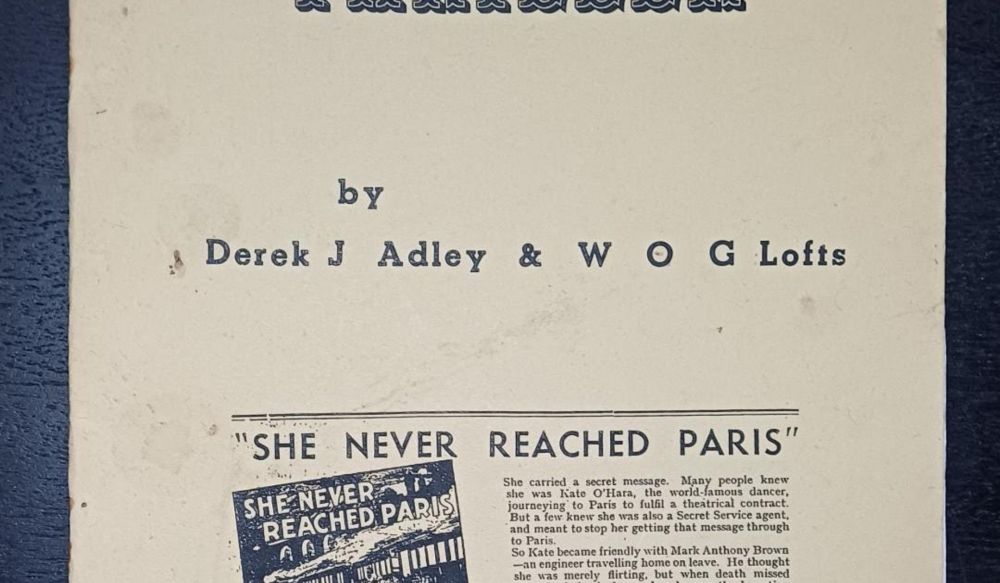 by
Derek J Adley & W O G Lofts
"SHE NEVER REACHED PARIS"
SHE NEVER
REACHED PARIS
She carried a secret message. Many people knew
she was Kate O'Hara, the world-famous dancer,
journeying to Paris to fulfil a theatrical contract.
But a few knew she was also a Secret Service agent,
and meant to stop her getting that message through
to Paris.
So Kate became friendly with Mark Anthony Brown
—an engineer travelling home on leave. He thought
she was merely flirting, but when death missed